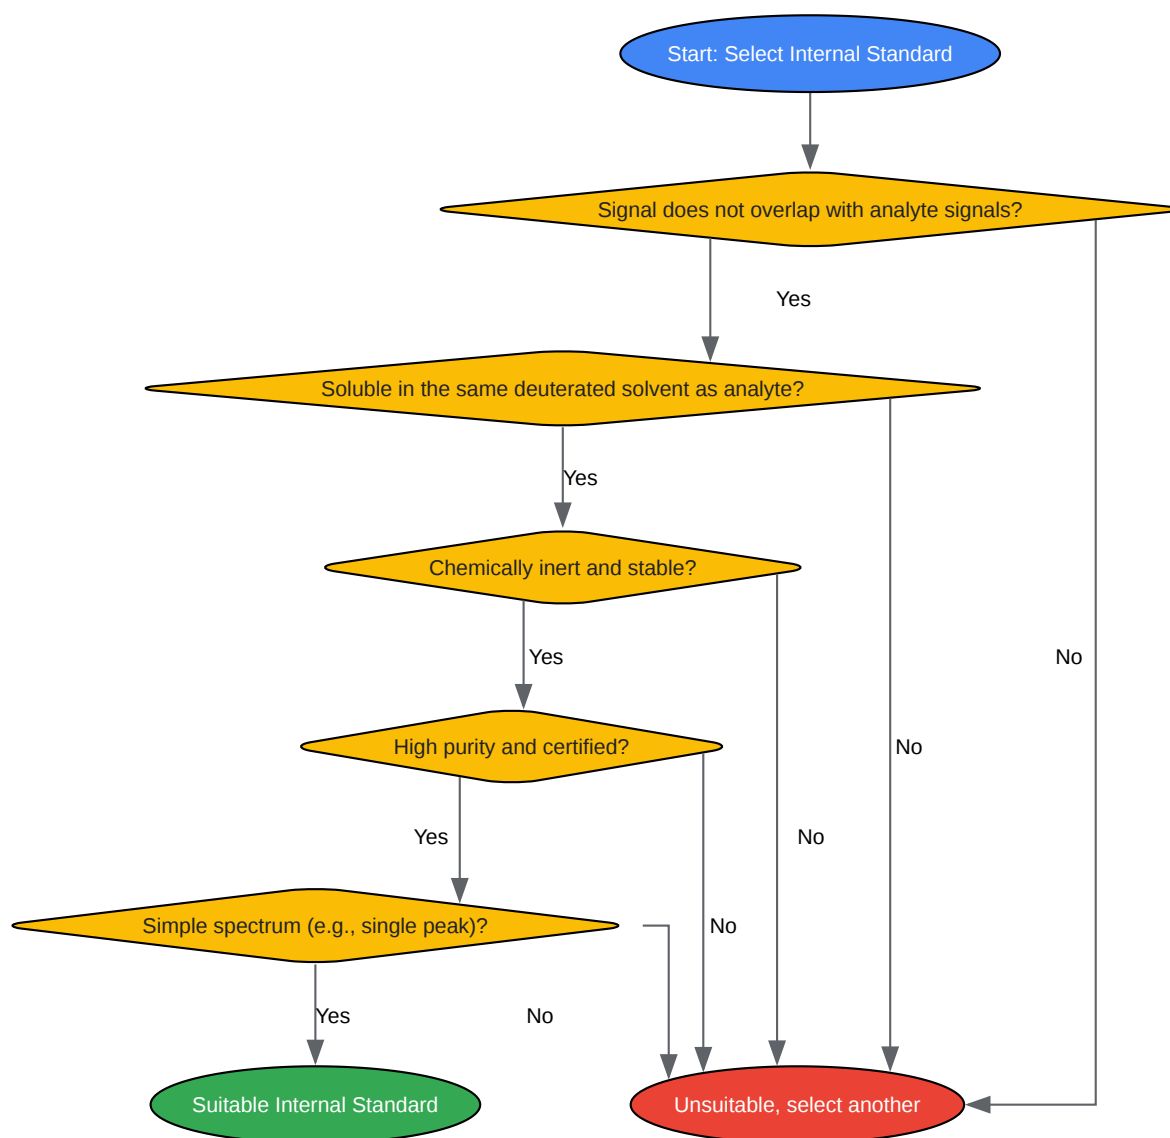 Start: Select Internal Standard
Signal does not overlap with analyte signals?
Yes
Soluble in the same deuterated solvent as analyte?
Yes
Chemically inert and stable?
Yes
No
High purity and certified?
No
Yes
No
Simple spectrum (e.g., single peak)?
No
Yes
No
Suitable Internal Standard
Unsuitable, select another